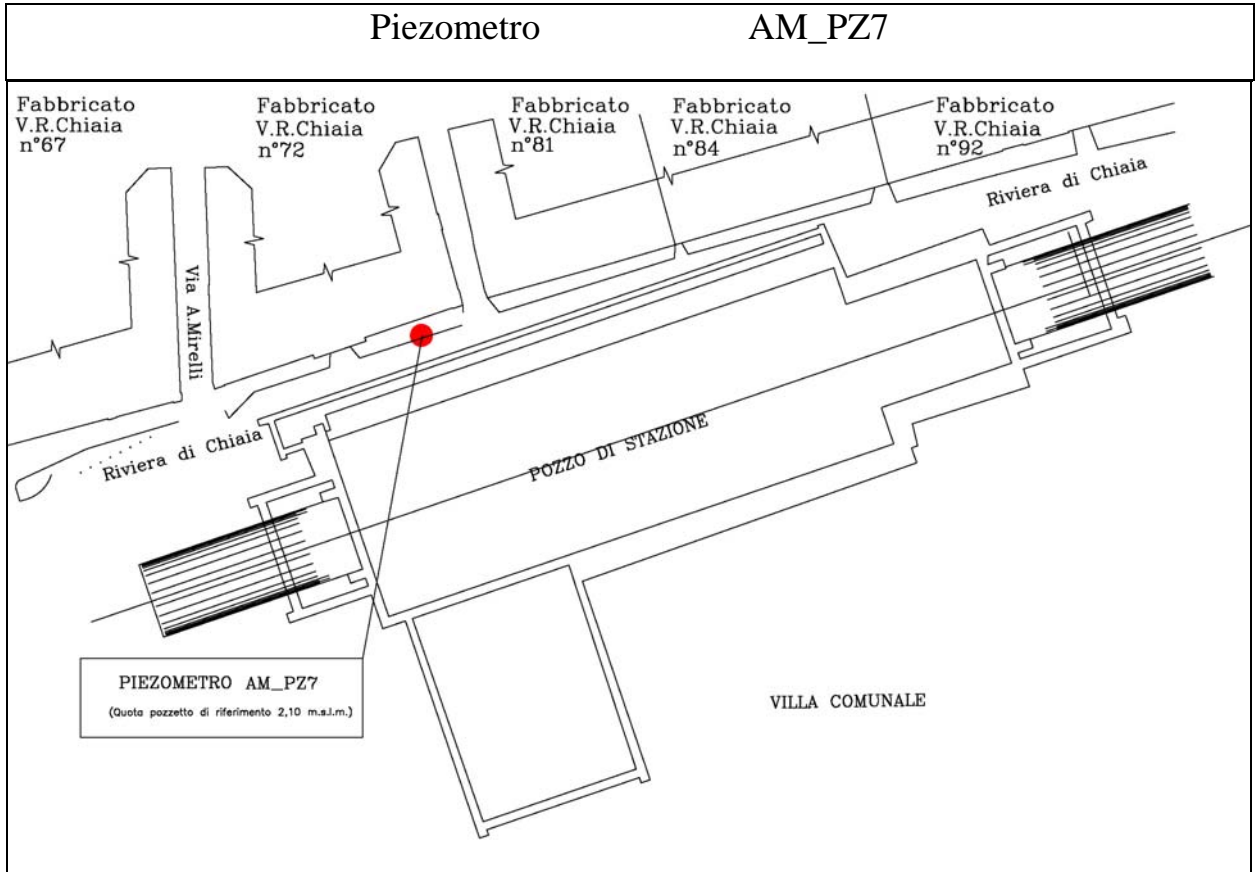 Piezometro AM_PZ7
Fabbricato
V.R.Chiaia
n°67
Fabbricato
V.R.Chiaia
n°72
Fabbricato
V.R.Chiaia
n°81
Fabbricato
V.R.Chiaia
n°84
Fabbricato
V.R.Chiaia
n°92
Riviera di Chiaia
Via A.Mirelli
Riviera di Chiaia
POZZO DI STAZIONE
PIEZOMETRO AM_PZ7
(Quota pozzetto di riferimento 2,10 m.s.l.m.)
VILLA COMUNALE